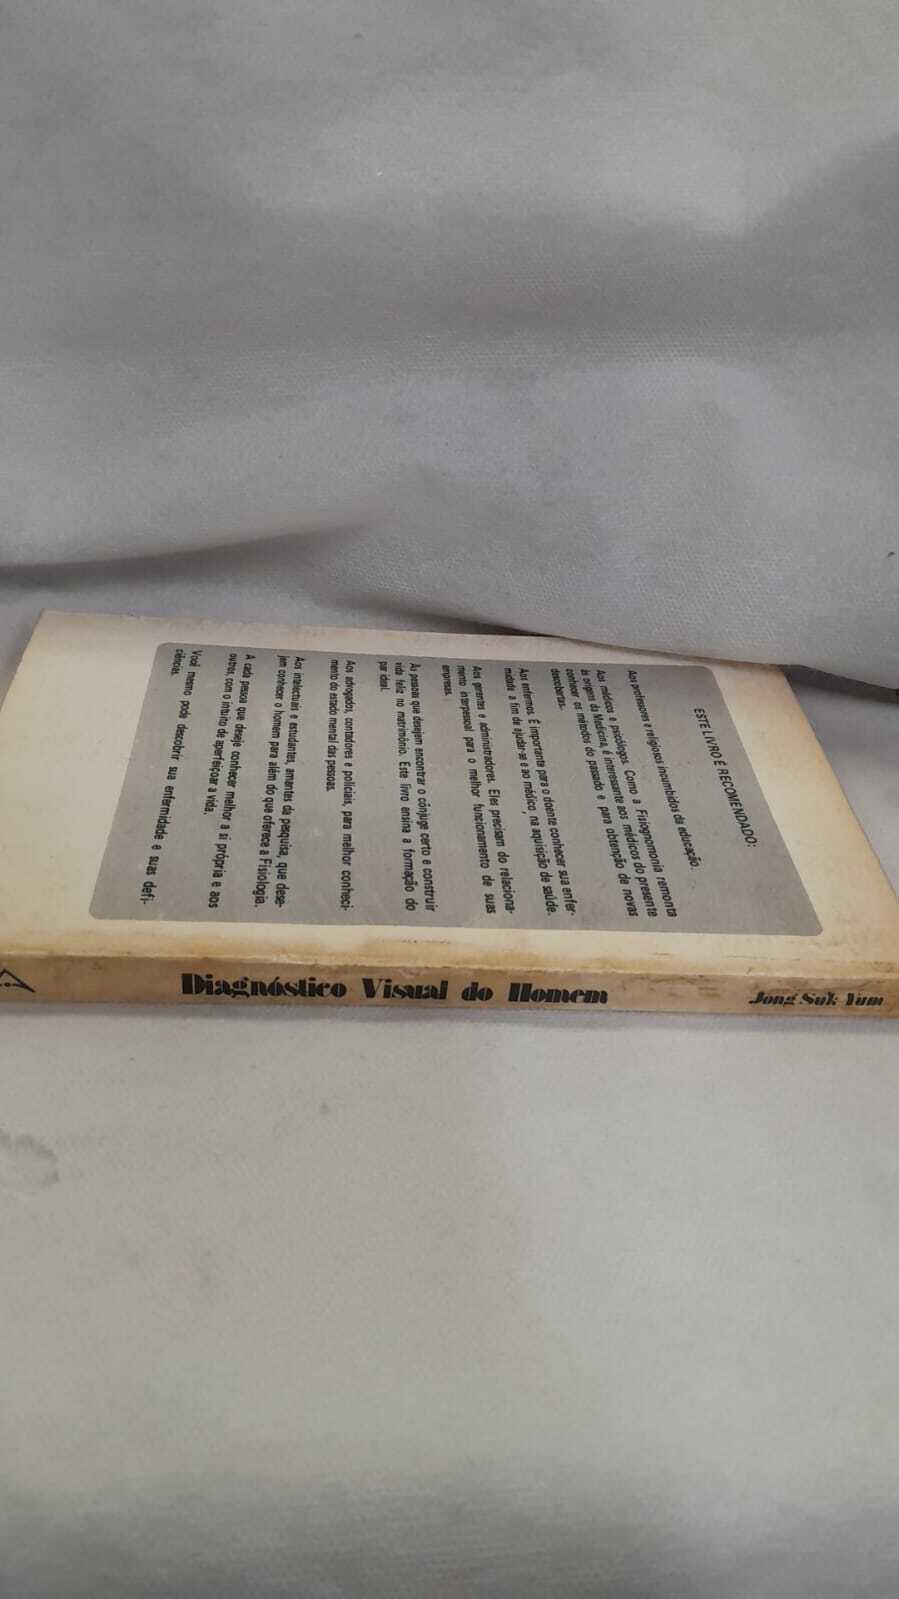 ESTE LIVRO É RECOMENDADO:
Aos professores e religiosos incumbidos da educação.
Aos médicos e psicólogos. Como a Fisiognomonia remonta
às origens da Medicina, é interessante aos médicos do presente
conhecer os métodos do passado e para obtenção de novas
descobertas.
Aos enfermos. É importante para o doente conhecer sua enfer-
midade a fim de ajudar-se e ao médico, na aquisição de saúde.
Aos gerentes e administradores. Eles precisam do relaciona-
mento interpessoal para o melhor funcionamento de suas
empresas.
Às pessoas que desejem encontrar o cônjuge certo e construir
vida feliz no matrimônio. Este livro ensina a formação do
par ideal.
Aos advogados, contadores e policiais, para melhor conheci-
mento do estado mental das pessoas.
Aos intelectuais e estudantes, amantes da pesquisa, que dese-
jem conhecer o homem para além do que oferece a Fisiologia.
A cada pessoa que deseje conhecer melhor a si própria e aos
outros, com o intuito de aperfeiçoar a vida.
Você mesmo pode descobrir sua enfermidade e suas defi-
ciências.
Diagnóstico Visual do Homem
Jong Suk Yum